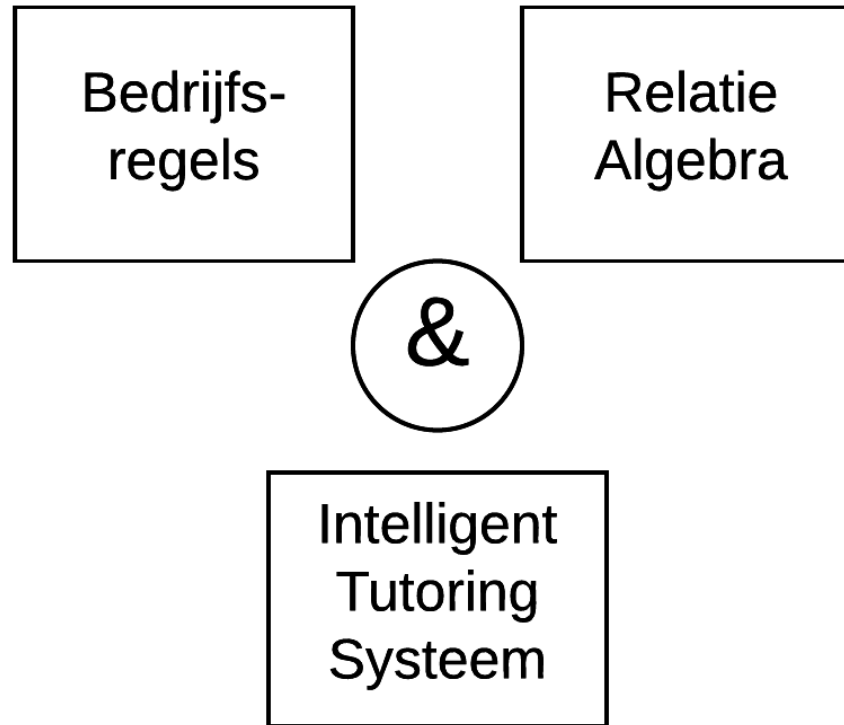 Bedrijfs-
regels
Relatie
Algebra
&
Intelligent
Tutoring
Systeem